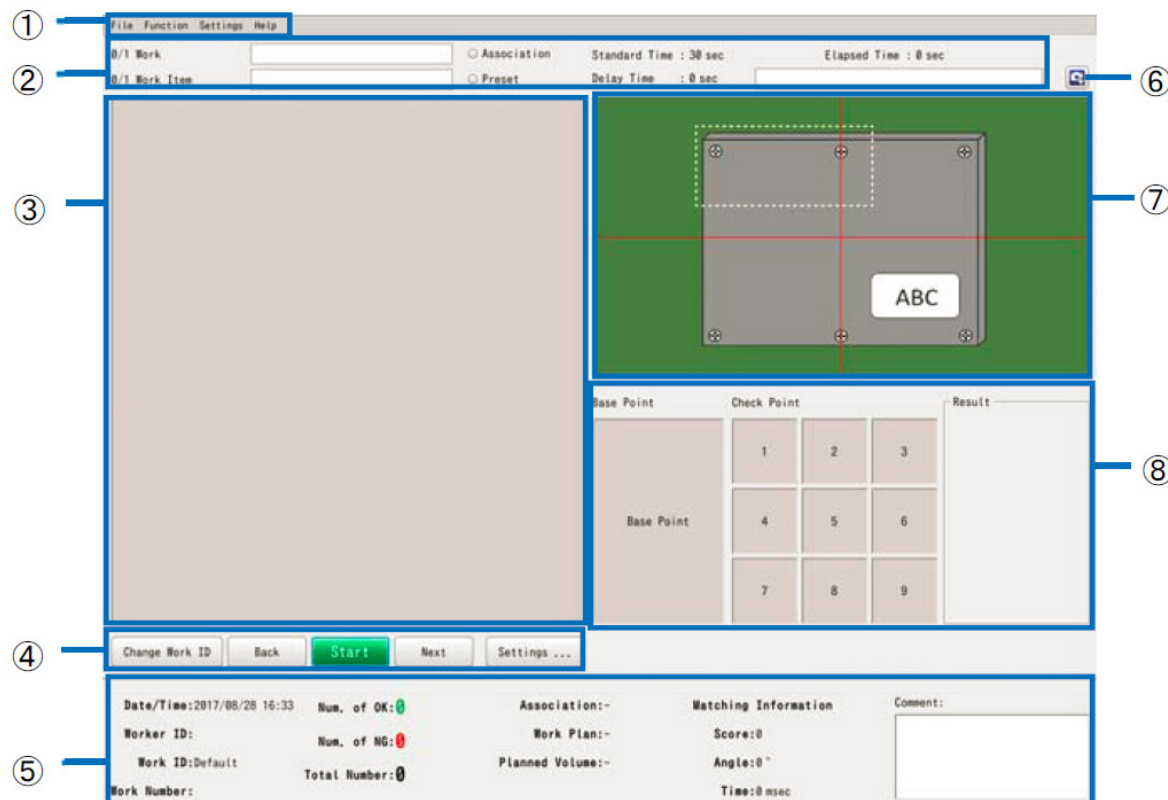 ①
File Function Settings Help
②
0/1 Work
Association
Standard Time : 30 sec
Elapsed Time : 0 sec
0/1 Work Item
Preset
Delay Time : 0 sec
⑥
③
⑦
ABC
⑧
Base Point
Check Point
Result
Base Point
1 2 3
4 5 6
7 8 9
④
Change Work ID
Back
Start
Next
Settings ...
⑤
Date/Time:2017/08/28 16:33
Worker ID:
Work ID:Default
Work Number:
Num. of OK:0
Num. of NG:0
Total Number:0
Association:-
Work Plan:-
Planned Volume:-
Matching Information
Score:0
Angle:0 °
Time:0 msec
Comment: